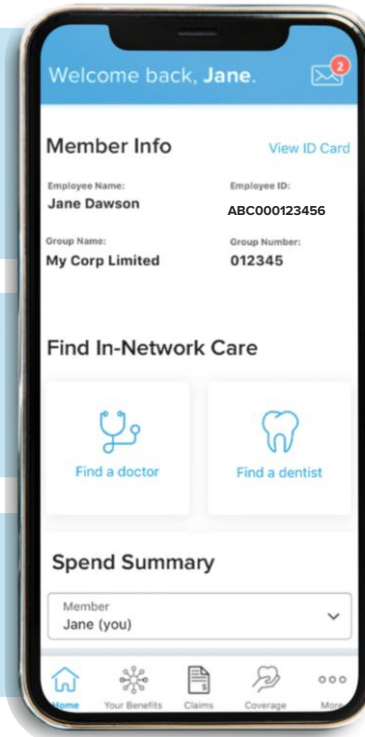 Welcome back, Jane.
2
Member Info
View ID Card
Employee Name:
Employee ID:
Jane Dawson
ABC000123456
Group Name:
Group Number:
My Corp Limited
012345
Find In-Network Care
Find a doctor
Find a dentist
Spend Summary
Member
Jane (you)
$
Home
Your Benefits
Claims
Coverage
More